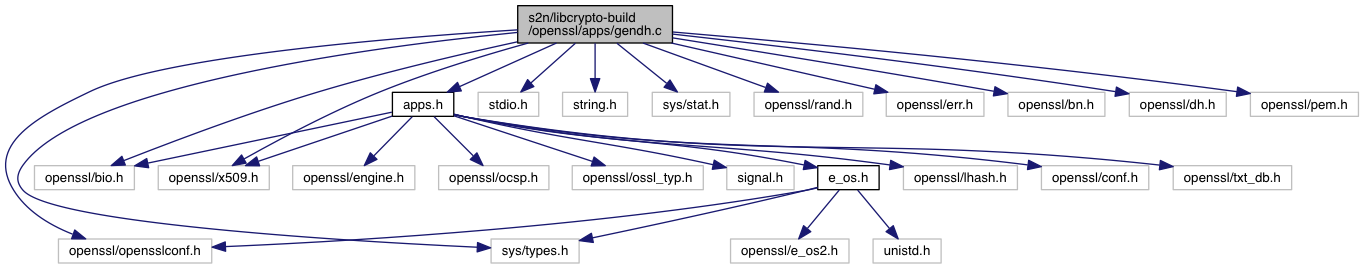 s2n/libcrypto-build
/openssl/apps/gendh.c
apps.h
stdio.h
string.h
sys/stat.h
openssl/rand.h
openssl/err.h
openssl/bn.h
openssl/dh.h
openssl/pem.h
openssl/bio.h
openssl/x509.h
openssl/engine.h
openssl/ocsp.h
openssl/ossl_typ.h
signal.h
e_os.h
openssl/lhash.h
openssl/conf.h
openssl/txt_db.h
openssl/opensslconf.h
sys/types.h
openssl/e_os2.h
unistd.h